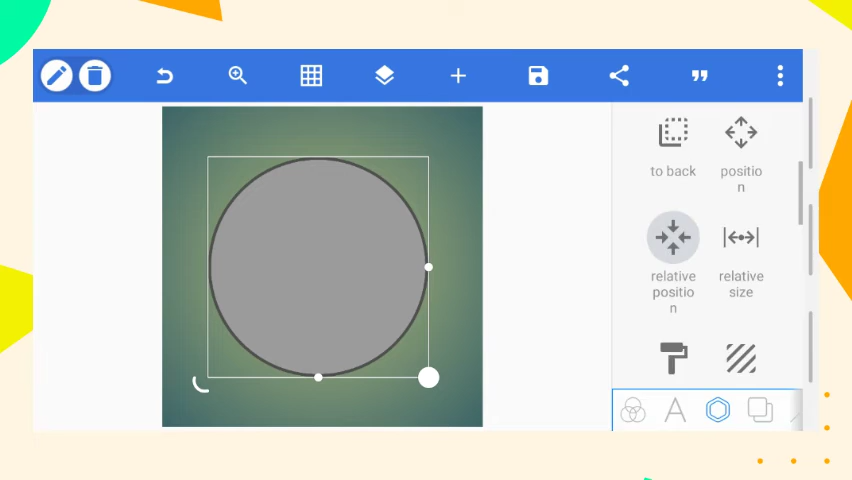 to back
positio
n
relative
positio
n
relative
size